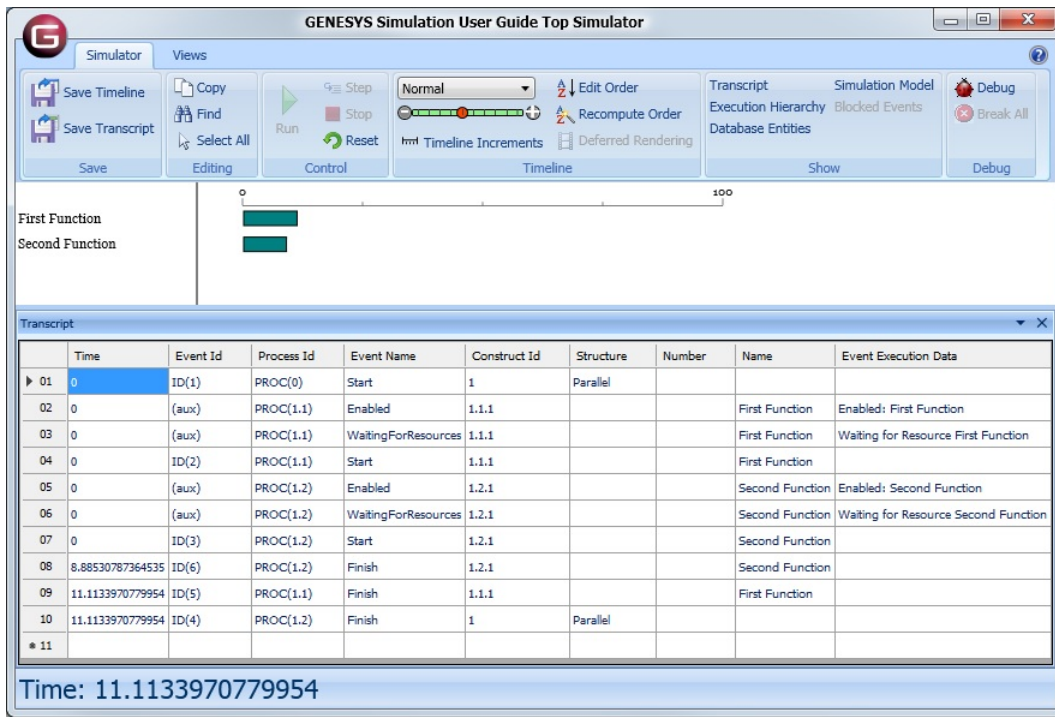 GENESYS Simulation User Guide Top Simulator
G
Simulator Views
Save Timeline
Save Transcript
Save
Copy
Find
Select All
Editing
Run
Step
Stop
Reset
Control
Normal
Timeline Increments
Edit Order
Recompute Order
Deferred Rendering
Timeline
Transcript Simulation Model
Execution Hierarchy Blocked Events
Database Entities
Show
Debug
Break All
Debug
0 100
First Function
Second Function
Transcript
Time Event Id Process Id Event Name Construct Id Structure Number Name Event Execution Data
01 0 ID(1) PROC(0) Start 1 Parallel
02 0 (aux) PROC(1.1) Enabled 1.1.1 First Function Enabled: First Function
03 0 (aux) PROC(1.1) WaitingForResources 1.1.1 First Function Waiting for Resource First Function
04 0 ID(2) PROC(1.1) Start 1.1.1 First Function
05 0 (aux) PROC(1.2) Enabled 1.2.1 Second Function Enabled: Second Function
06 0 (aux) PROC(1.2) WaitingForResources 1.2.1 Second Function Waiting for Resource Second Function
07 0 ID(3) PROC(1.2) Start 1.2.1 Second Function
08 8.88530787364535 ID(6) PROC(1.2) Finish 1.2.1 Second Function
09 11.1133970779954 ID(5) PROC(1.1) Finish 1.1.1 First Function
10 11.1133970779954 ID(4) PROC(1.2) Finish 1 Parallel
* 11
Time: 11.1133970779954